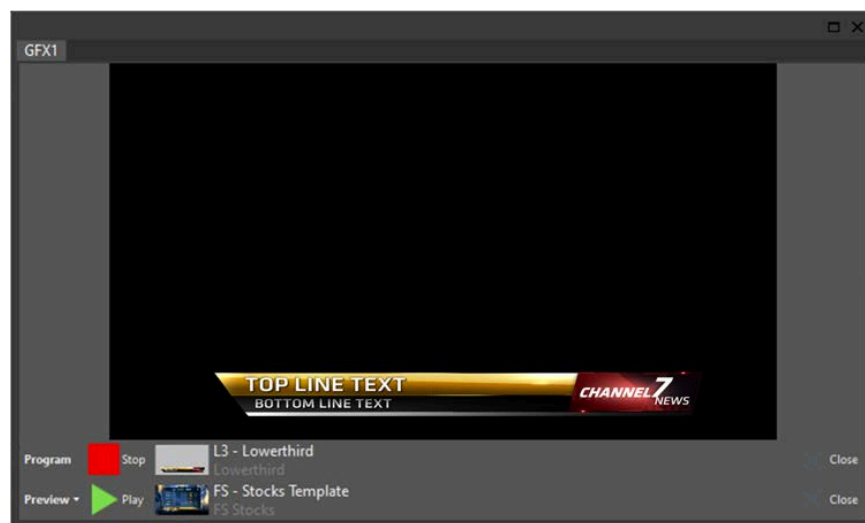 GFX1
TOP LINE TEXT
BOTTOM LINE TEXT
CHANNEL 7
NEWS
Program Stop L3 - Lowerthird Close
Lowerthird
Preview Play FS - Stocks Template Close
FS Stocks